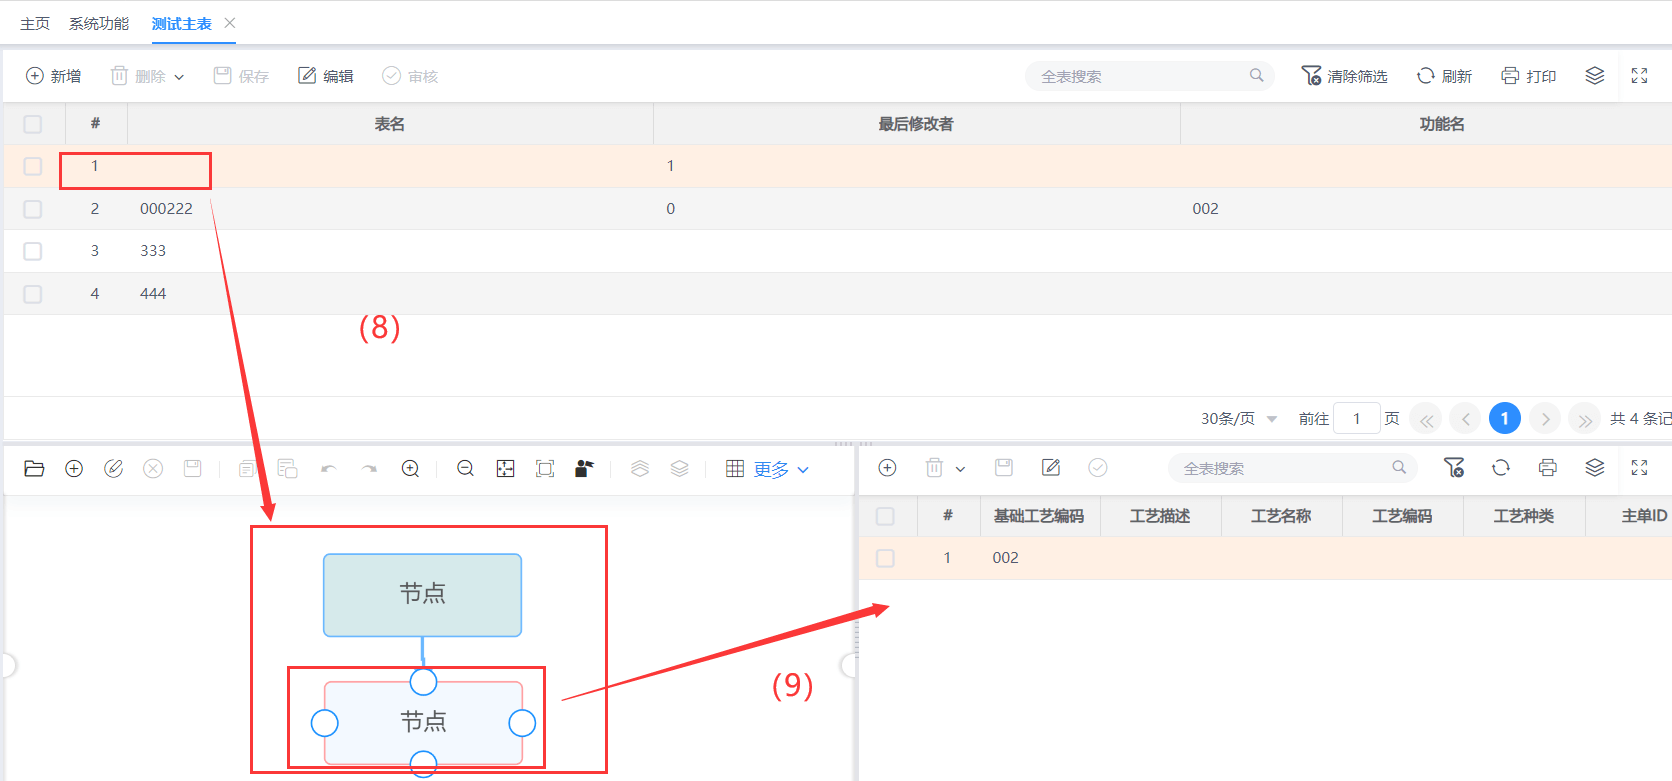 主页 系统功能 测试主表
新增 删除 保存 编辑 审核 全表搜索 清除筛选 刷新 打印
# 表名 最后修改者 功能名
1 1
2 000222 0 002
3 333
4 444
(8)
30条/页 前往 1 页 1 共 4 条记
更多 全表搜索
# 基础工艺编码 工艺描述 工艺名称 工艺编码 工艺种类 主单ID
1 002
节点
(9)
节点